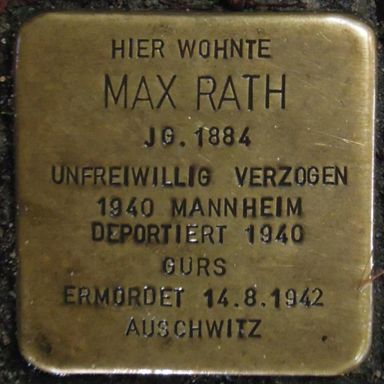 HIER WOHNTE
MAX RATH
JG. 1884
UNFREIWILLIG VERZOGEN
1940 MANNHEIM
DEPORTIERT 1940
GURS
ERMORDET 14.8.1942
AUSCHWITZ